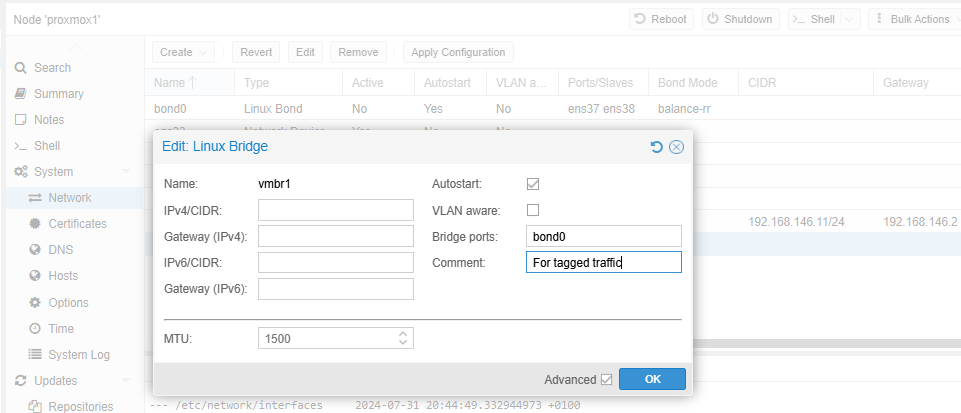 Node 'proxmox1'
Reboot
Shutdown
Shell
Bulk Actions
Search
Summary
Notes
Shell
System
Network
Certificates
DNS
Hosts
Options
Time
System Log
Updates
Repositories
Create
Revert
Edit
Remove
Apply Configuration
Name Type Active Autostart VLAN a... Ports/Slaves Bond Mode CIDR Gateway
bond0 Linux Bond No Yes No ens37 ens38 balance-rr
192.168.146.11/24 192.168.146.2
Edit: Linux Bridge
Name: vmbr1
IPv4/CIDR:
Gateway (IPv4):
IPv6/CIDR:
Gateway (IPv6):
Autostart:
VLAN aware:
Bridge ports: bond0
Comment: For tagged traffic
MTU: 1500
Advanced
OK
--- /etc/network/interfaces 2024-07-31 20:44:49.332944973 +0100